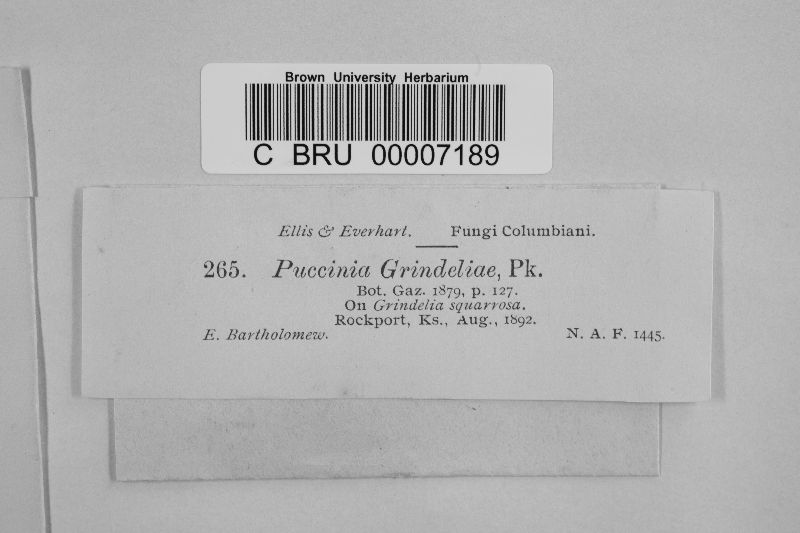 Brown University Herbarium
C BRU 00007189
Ellis & Everhart. Fungi Columbiani.
265. Puccinia Grindeliae, Pk.
Bot. Gaz. 1879, p. 127.
On Grindelia squarrosa.
Rockport, Ks., Aug., 1892.
E. Bartholomew. N. A. F. 1445.